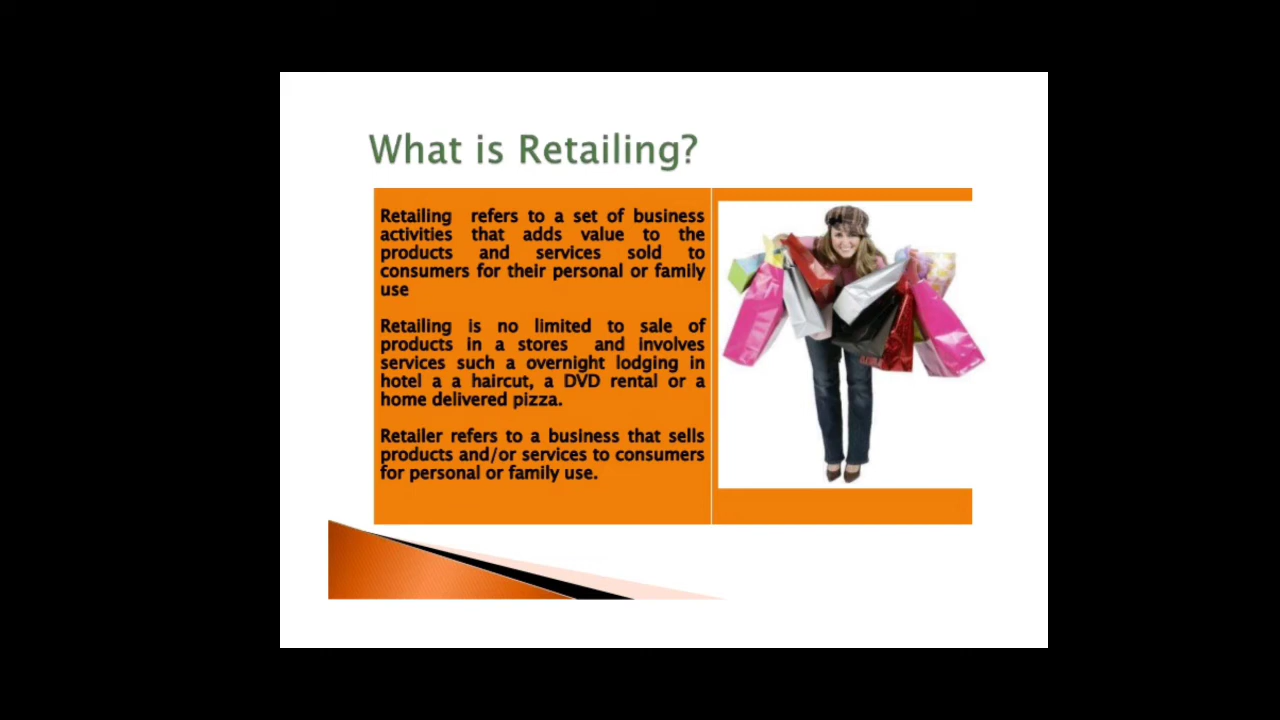 What is Retailing?
Retailing refers to a set of business
activities that adds value to the
products and services sold to
consumers for their personal or family
use
Retailing is no limited to sale of
products in a stores and involves
services such a overnight lodging in
hotel a a haircut, a DVD rental or a
home delivered pizza.
Retailer refers to a business that sells
products and/or services to consumers
for personal or family use.